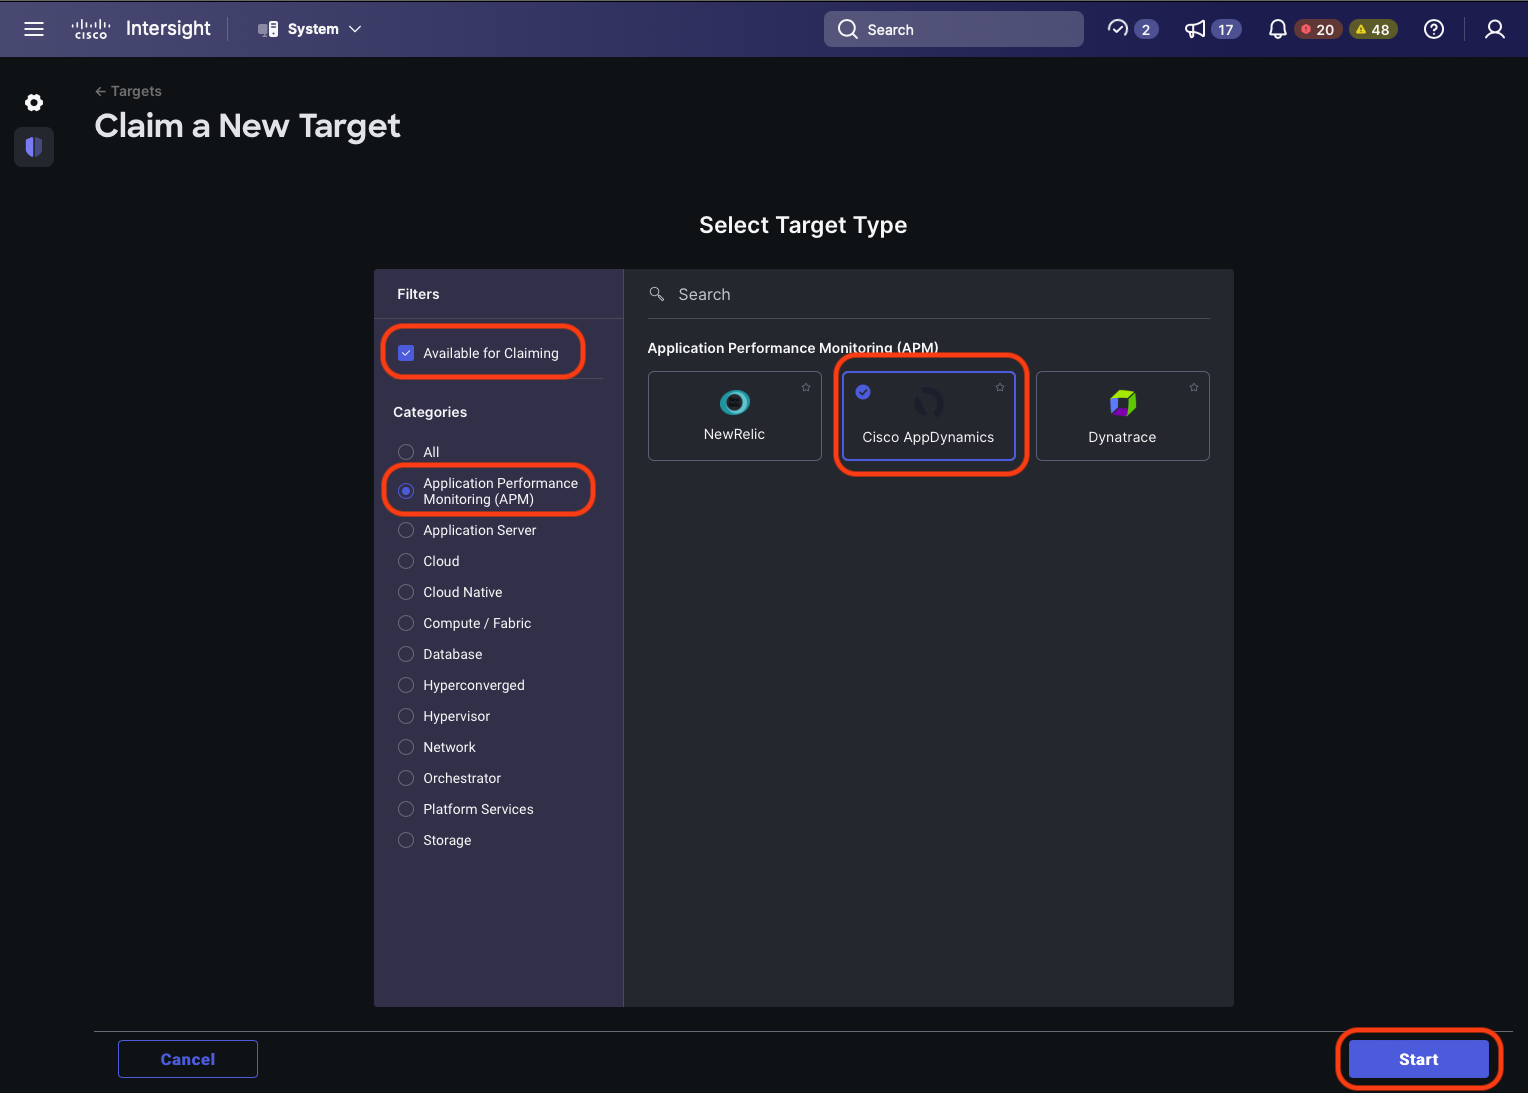 CISCO Intersight System Search 2 17 20 48
← Targets
Claim a New Target
Select Target Type
Filters
Search
Available for Claiming
Application Performance Monitoring (APM)
NewRelic
Cisco AppDynamics
Dynatrace
Categories
All
Application Performance
Monitoring (APM)
Application Server
Cloud
Cloud Native
Compute / Fabric
Database
Hyperconverged
Hypervisor
Network
Orchestrator
Platform Services
Storage
Cancel
Start